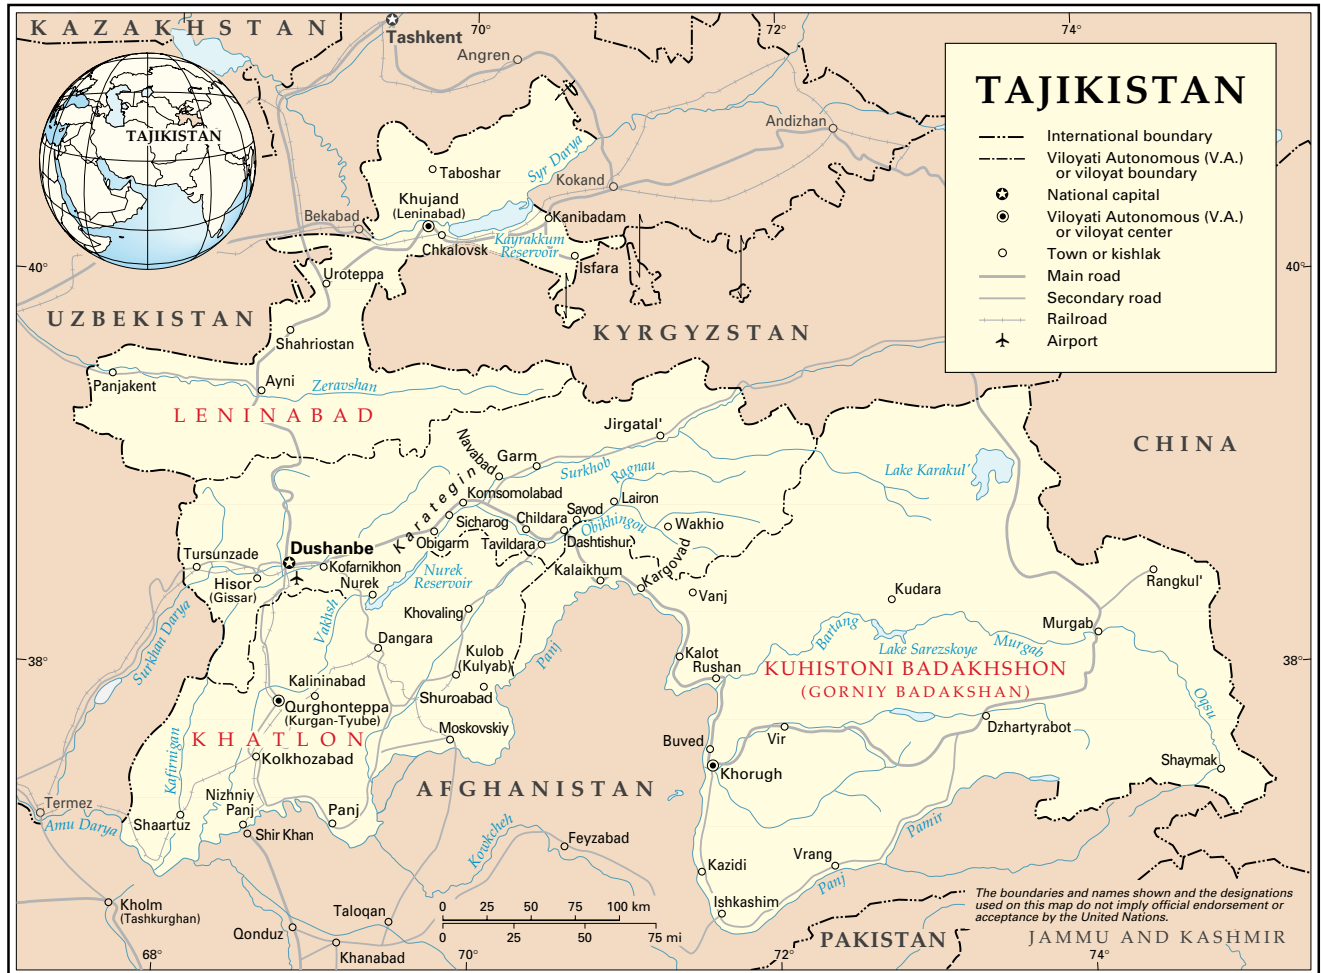 KAZAKHSTAN
70°
72°
74°
Tashkent
Angren
TAJIKISTAN
International boundary
Viloyati Autonomous (V.A.)
or viloyat boundary
National capital
Viloyati Autonomous (V.A.)
or viloyat center
Town or kishlak
Main road
Secondary road
Railroad
Airport
TAJIKISTAN
Andizhan
Syr Darya
Taboshar
Kokand
Khujand
(Leninabad)
Bekabad
Kanibadam
Chkalovsk
Kayrakkum
Reservoir
Isfara
40°
40°
Uroteppa
UZBEKISTAN
KYRGYZSTAN
Shahriostan
Panjakent
Ayni
Zeravshan
LENINABAD
Jirgatal'
CHINA
Navabad
Garm
Surkhob
Ragnau
Lake Karakul'
Karategin
Komsomolabad
Lairon
Sicharog
Childara
Sayod
Obikhingou
Wakhio
Obigarm
Tavildara
Dashtishur
Dushanbe
Tursunzade
Kofarnikhon
Hisor
(Gissar)
Nurek
Nurek
Reservoir
Kalaikhum
Kargovad
Vanj
Kudara
Rangkul'
Khovaling
Vakhsh
Surkhan Darya
Dangara
Bartang
Murgab
Murgab
Lake Sarezskoye
38°
38°
Kulob
(Kulyab)
Panj
Kalot
Rushan
KUHISTONI BADAKHSHON
(GORNIY BADAKSHAN)
Oqsu
Kalininabad
Shuroabad
Qurghonteppa
(Kurgan-Tyube)
Moskovskiy
Dzhartyrabot
KHATLON
Vir
Buved
Kafirnigan
Kolkhozabad
Khorugh
Shaymak
AFGHANISTAN
Termez
Nizhniy
Panj
Panj
Amu Darya
Shaartuz
Shir Khan
Kowkcheh
Feyzabad
Pamir
Kazidi
Vrang
Panj
Kholm
(Tashkurghan)
Ishkashim
Taloqan
Qonduz
Khanabad
0 25 50 75 100 km
0 25 50 75 mi
The boundaries and names shown and the designations
used on this map do not imply official endorsement or
acceptance by the United Nations.
PAKISTAN
JAMMU AND KASHMIR
68°
70°
72°
74°